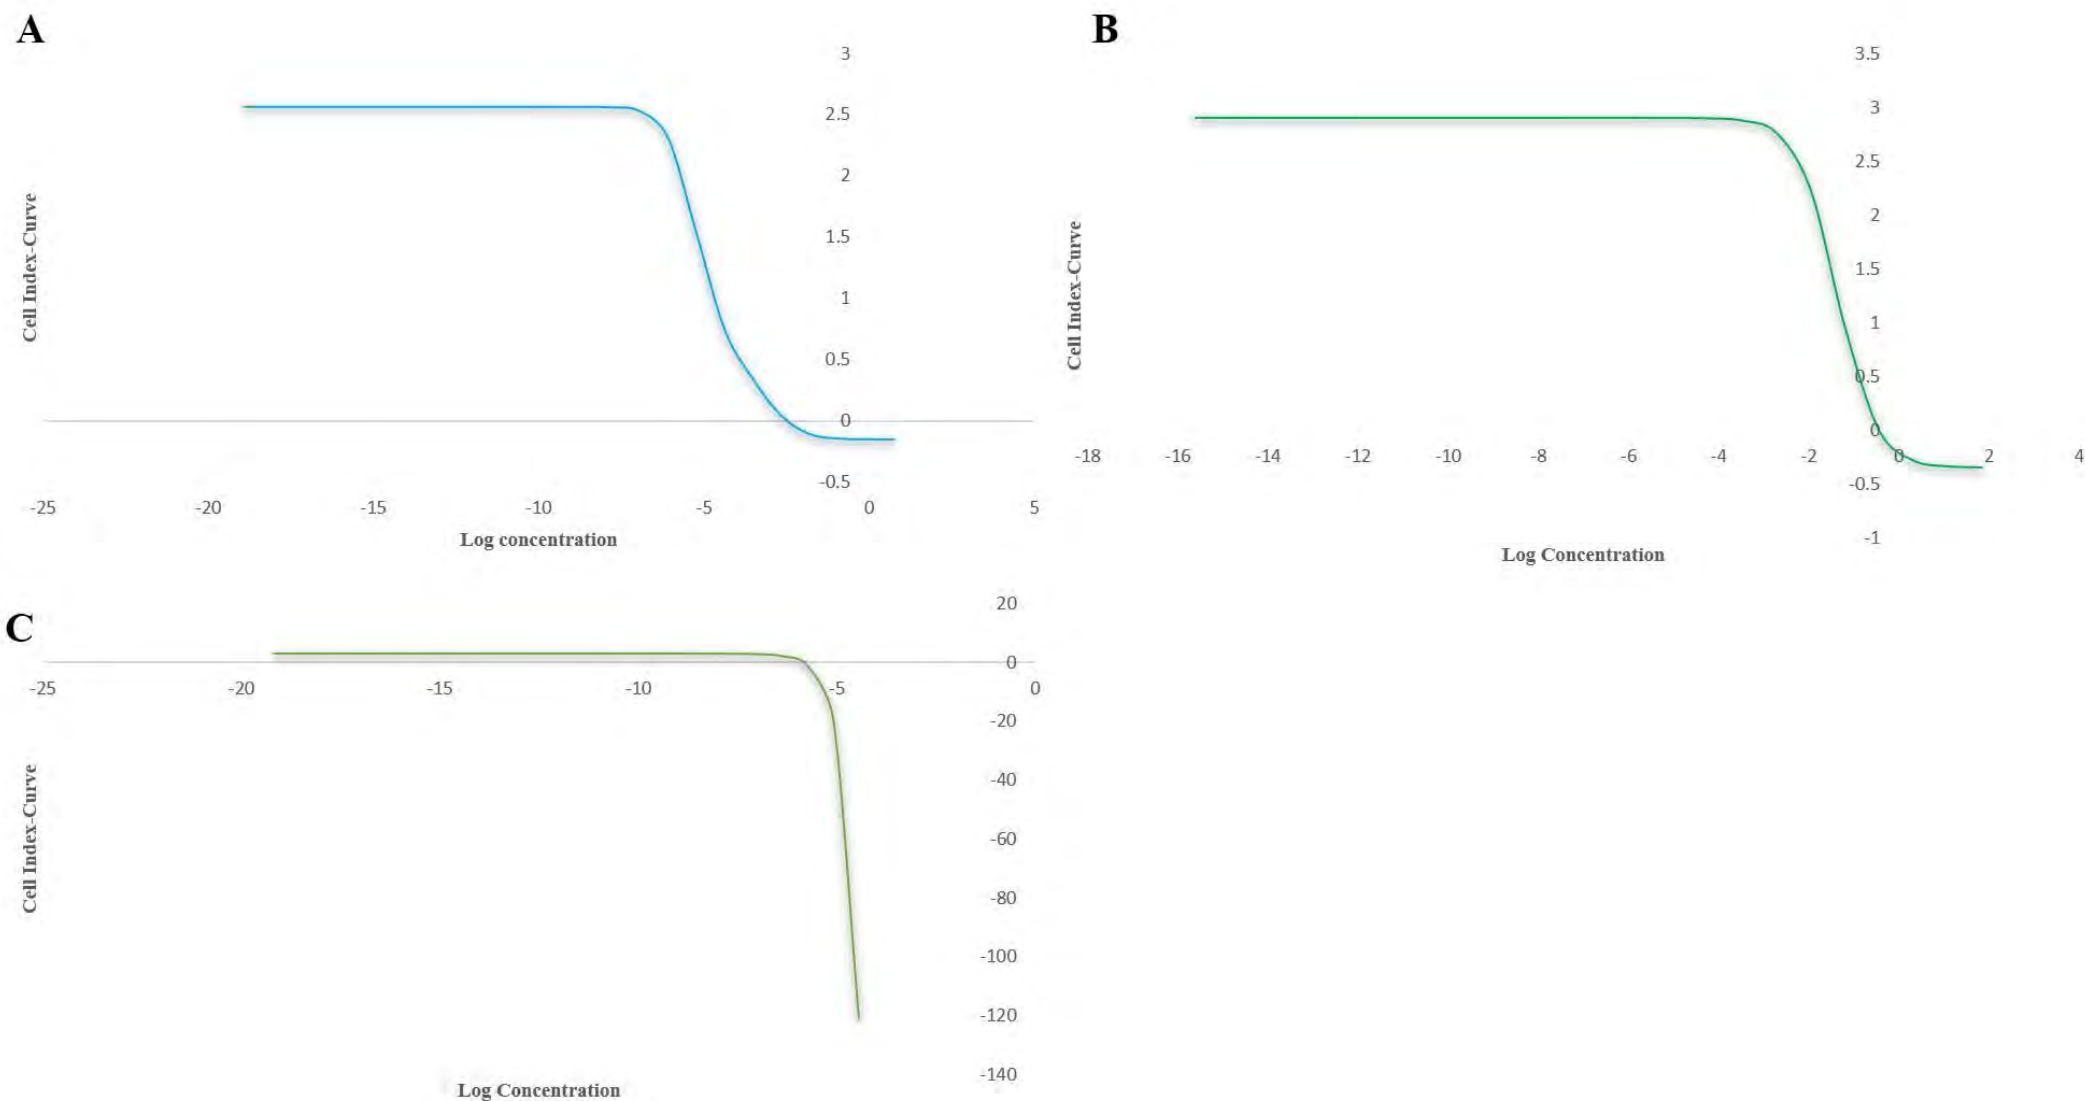 A
3
2.5
2
1.5
1
0.5
0
-0.5
-25 -20 -15 -10 -5 0 5
Cell Index-Curve
Log concentration
B
3.5
3
2.5
2
1.5
1
0.5
0
-18 -16 -14 -12 -10 -8 -6 -4 -2 0 2 4
-0.5
-1
Cell Index-Curve
Log Concentration
C
20
0
-25 -20 -15 -10 -5 0
-20
-40
-60
-80
-100
-120
-140
Cell Index-Curve
Log Concentration